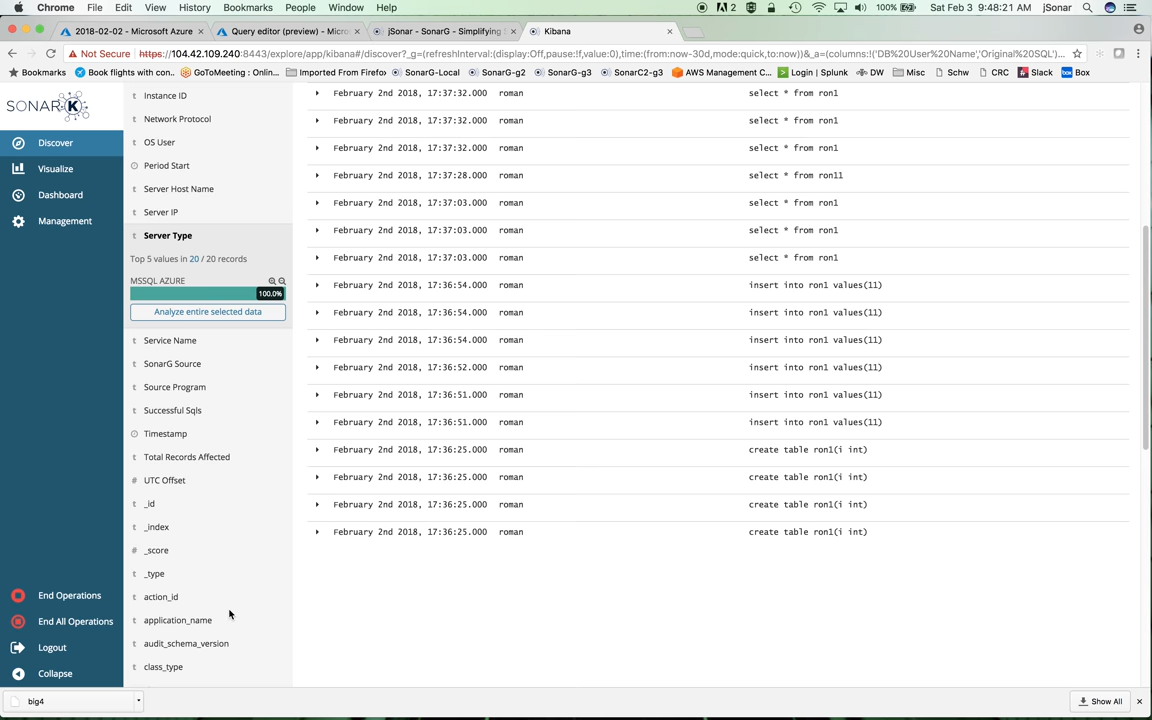 Chrome File Edit View History Bookmarks People Window Help 2 100% Sat Feb 3 9:48:21 AM jSonar
2018-02-02 - Microsoft Azure × Query editor (preview) - Micro × jSonar - SonarG - Simplifying × Kibana ×
Not Secure https://104.42.109.240:8443/explore/app/kibana#/discover?_g=(refreshInterval:(display:Off,pause:!f,value:0),time:(from:now-30d,mode:quick,to:now))&_a=(columns:!('DB%20User%20Name','Original%20SQL')...
Bookmarks Book flights with con.. GoToMeeting : Onlin... Imported From Firefox SonarG-Local SonarG-g2 SonarG-g3 SonarC2-g3 AWS Management C... Login | Splunk DW Misc Schw CRC Slack box Box
SONAR K
Discover
Visualize
Dashboard
Management
End Operations
End All Operations
Logout
Collapse
t Instance ID
t Network Protocol
t OS User
Period Start
t Server Host Name
t Server IP
t Server Type
Top 5 values in 20 / 20 records
MSSQL AZURE
100.0%
Analyze entire selected data
t Service Name
t SonarG Source
t Source Program
t Successful Sqls
Timestamp
t Total Records Affected
# UTC Offset
t _id
t _index
# _score
t _type
t action_id
t application_name
t audit_schema_version
t class_type
February 2nd 2018, 17:37:32.000 roman select * from ron1
February 2nd 2018, 17:37:32.000 roman select * from ron1
February 2nd 2018, 17:37:32.000 roman select * from ron1
February 2nd 2018, 17:37:28.000 roman select * from ron11
February 2nd 2018, 17:37:03.000 roman select * from ron1
February 2nd 2018, 17:37:03.000 roman select * from ron1
February 2nd 2018, 17:37:03.000 roman select * from ron1
February 2nd 2018, 17:36:54.000 roman insert into ron1 values(11)
February 2nd 2018, 17:36:54.000 roman insert into ron1 values(11)
February 2nd 2018, 17:36:54.000 roman insert into ron1 values(11)
February 2nd 2018, 17:36:52.000 roman insert into ron1 values(11)
February 2nd 2018, 17:36:51.000 roman insert into ron1 values(11)
February 2nd 2018, 17:36:51.000 roman insert into ron1 values(11)
February 2nd 2018, 17:36:25.000 roman create table ron1(i int)
February 2nd 2018, 17:36:25.000 roman create table ron1(i int)
February 2nd 2018, 17:36:25.000 roman create table ron1(i int)
February 2nd 2018, 17:36:25.000 roman create table ron1(i int)
big4
Show All ×